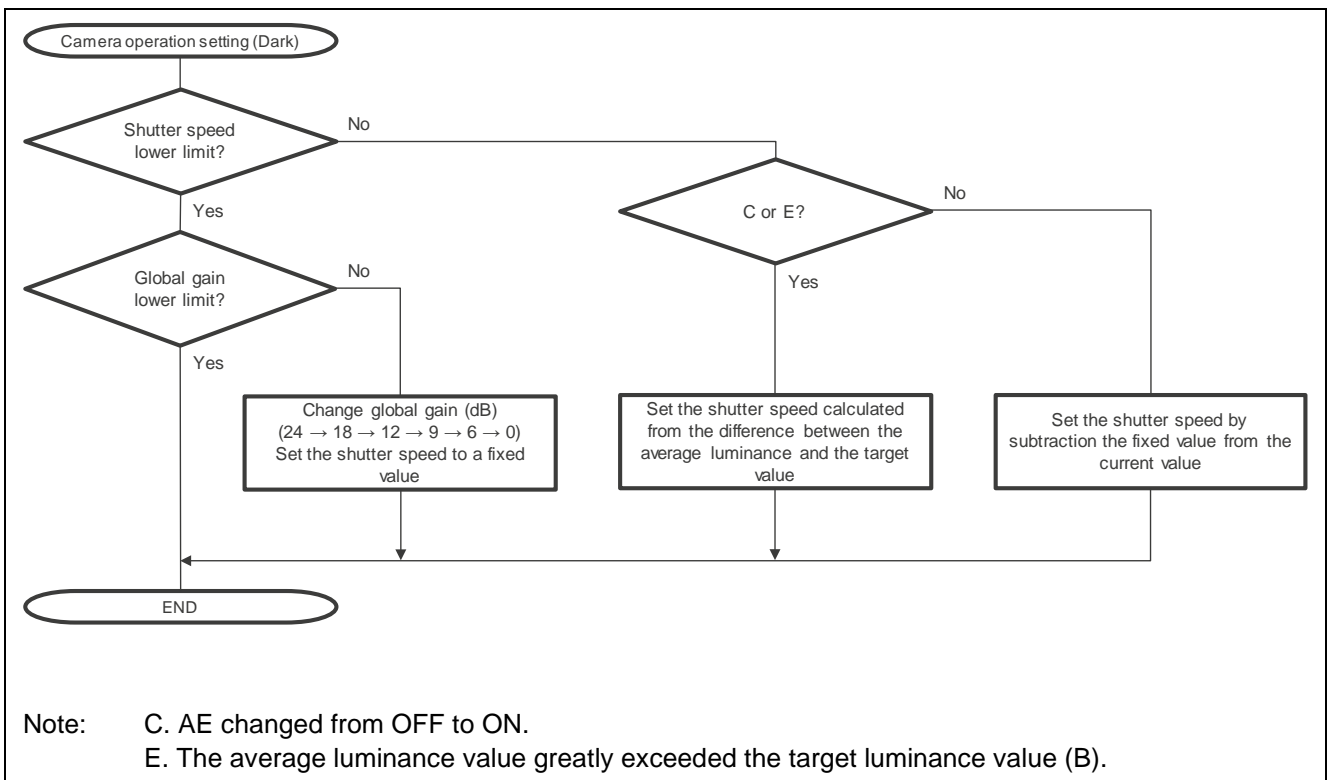 Camera operation setting (Dark)
Shutter speed
lower limit?
No
Yes
C or E?
No
Yes
Global gain
lower limit?
No
Yes
Change global gain (dB)
(24 → 18 → 12 → 9 → 6 → 0)
Set the shutter speed to a fixed
value
Set the shutter speed calculated
from the difference between the
average luminance and the target
value
Set the shutter speed by
subtraction the fixed value from the
current value
END
Note: C. AE changed from OFF to ON.
E. The average luminance value greatly exceeded the target luminance value (B).